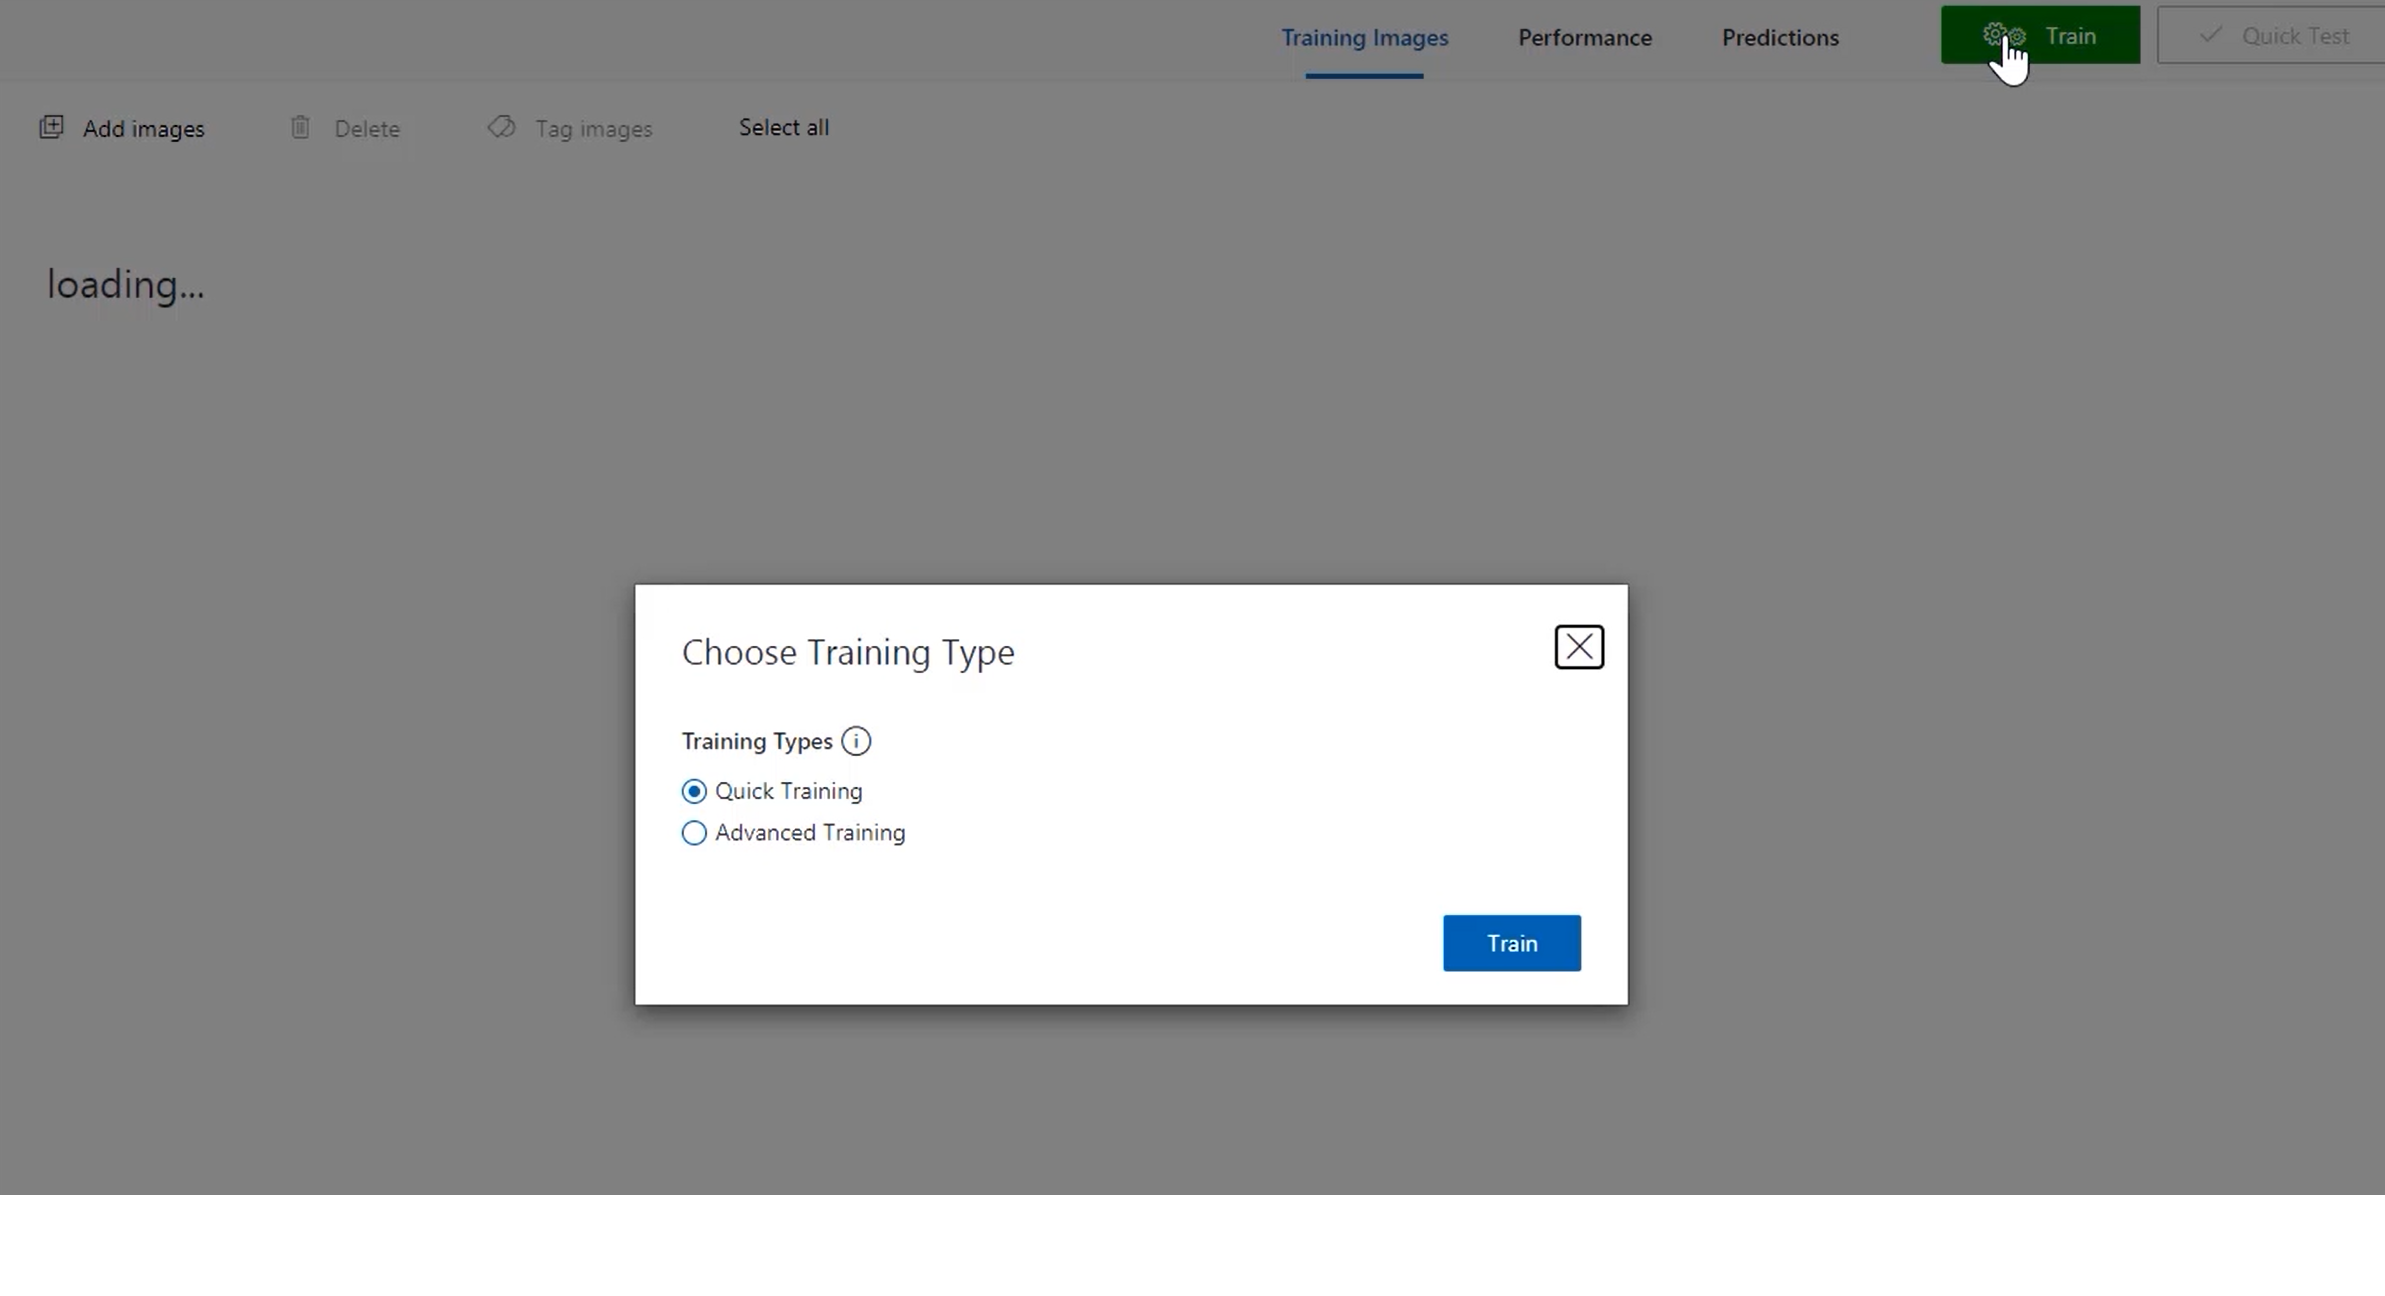 Training Images Performance Predictions Train Quick Test
Add images Delete Tag images Select all
loading...
Choose Training Type
Training Types
Quick Training
Advanced Training
Train